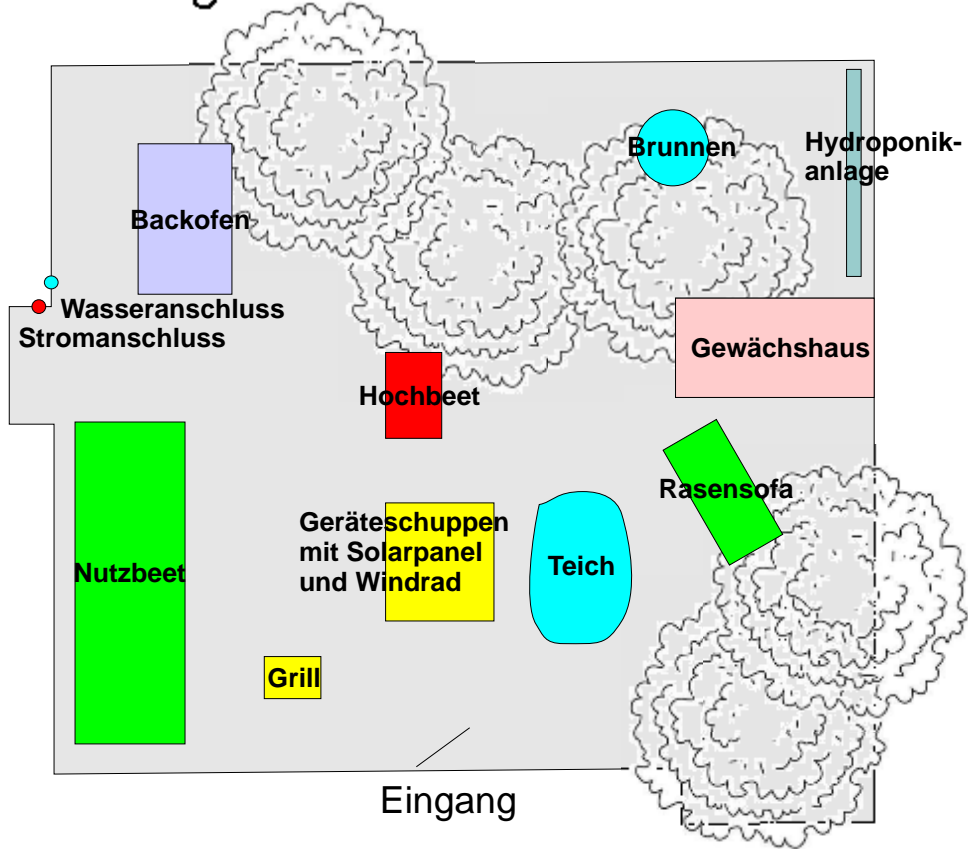 Brunnen
Hydroponik-
anlage
Backofen
Wasseranschluss
Stromanschluss
Gewächshaus
Hochbeet
Rasensofa
Geräteschuppen
mit Solarpanel
und Windrad
Teich
Nutzbeet
Grill
Eingang